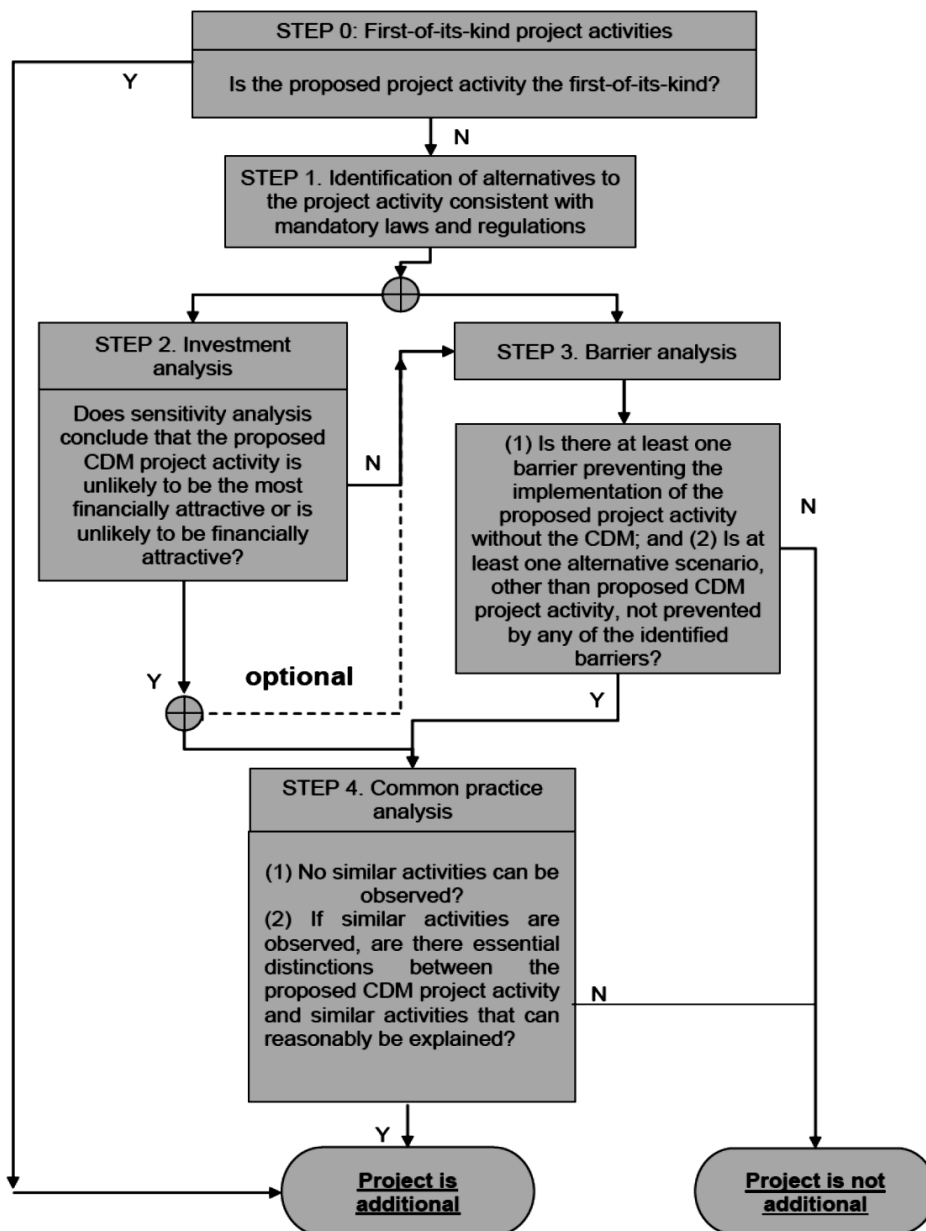 STEP 0: First-of-its-kind project activities
Y
Is the proposed project activity the first-of-its-kind?
N
STEP 1. Identification of alternatives to
the project activity consistent with
mandatory laws and regulations
STEP 2. Investment
analysis
Does sensitivity analysis
conclude that the proposed
CDM project activity is
unlikely to be the most
financially attractive or is
unlikely to be financially
attractive?
N
Y
optional
STEP 3. Barrier analysis
(1) Is there at least one
barrier preventing the
implementation of the
proposed project activity
without the CDM; and (2) Is at
least one alternative scenario,
other than proposed CDM
project activity, not prevented
by any of the identified
barriers?
N
Y
STEP 4. Common practice
analysis
(1) No similar activities can be
observed?
(2) If similar activities are
observed, are there essential
distinctions between the
proposed CDM project activity
and similar activities that can
reasonably be explained?
N
Y
Project is
additional
Project is not
additional